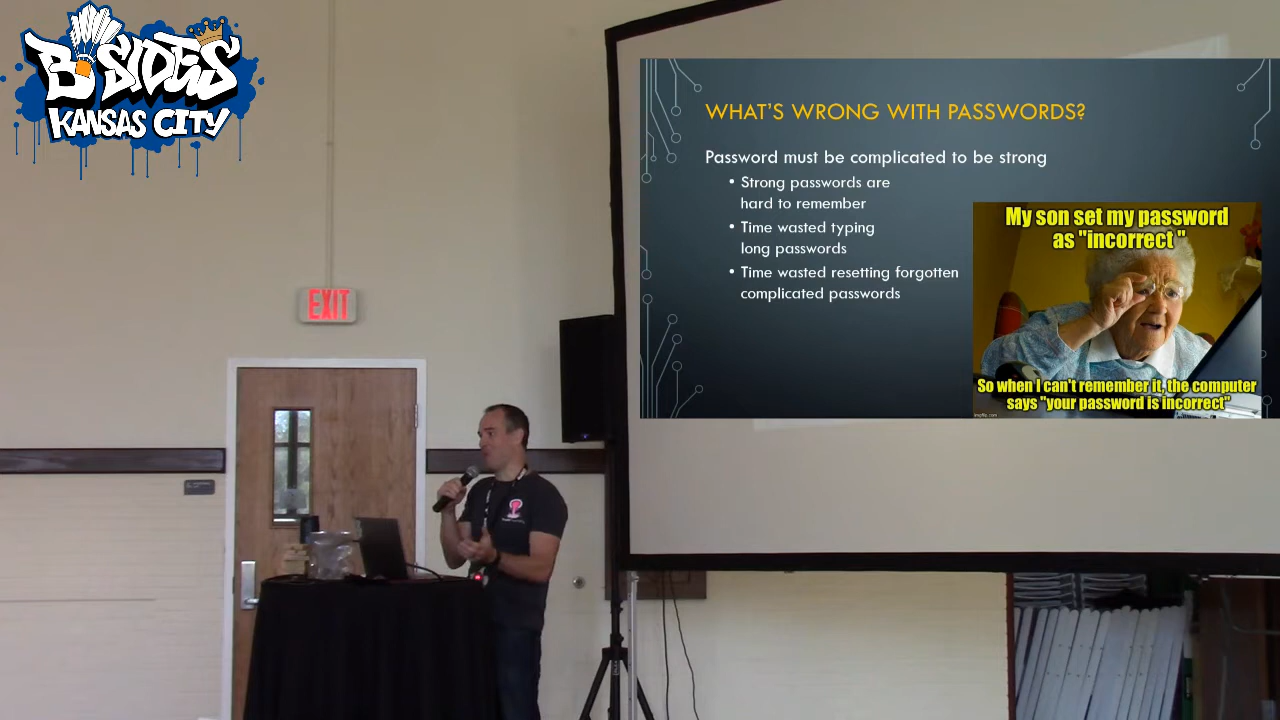 B·SIDES
KANSAS CITY
EXIT
WHAT'S WRONG WITH PASSWORDS?
Password must be complicated to be strong
• Strong passwords are
hard to remember
• Time wasted typing
long passwords
• Time wasted resetting forgotten
complicated passwords
My son set my password
as "incorrect "
So when I can't remember it, the computer
says "your password is incorrect"
imgflip.com